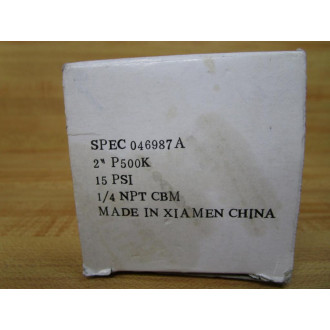 SPEC 046987A
2" P500K
15 PSI
1/4 NPT CBM
MADE IN XIAMEN CHINA